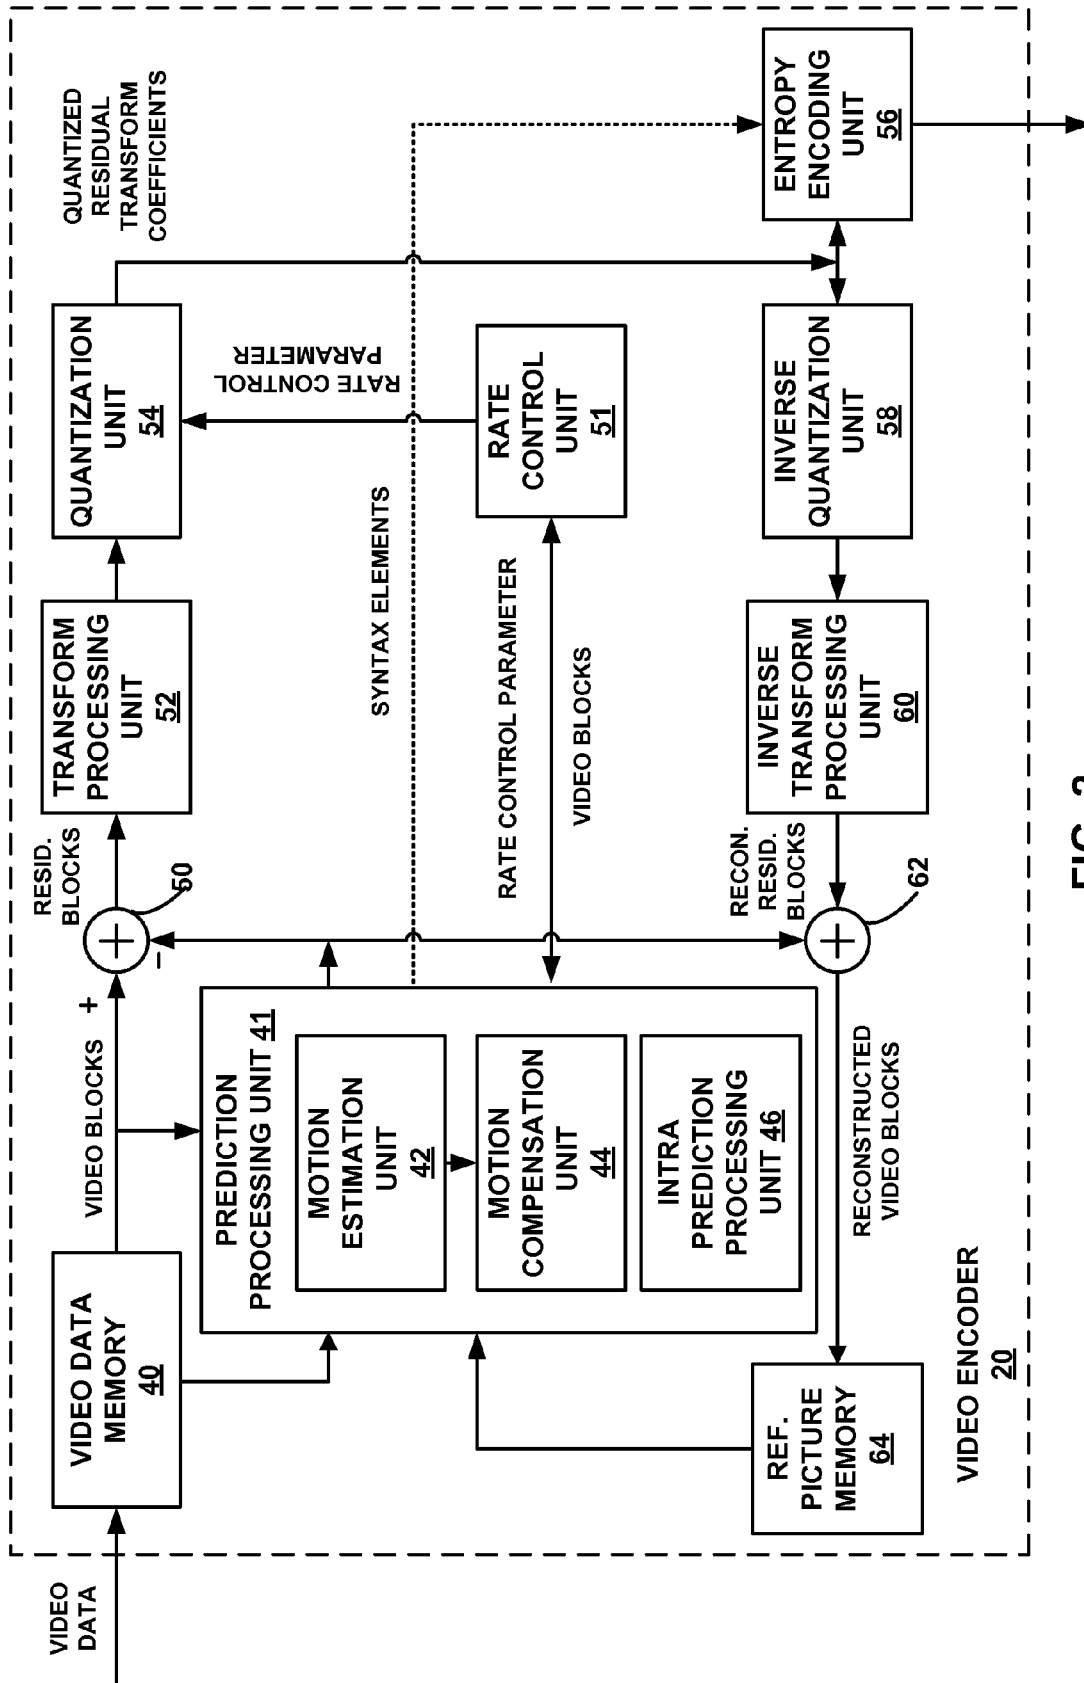 VIDEO
DATA
VIDEO DATA
MEMORY
40
VIDEO BLOCKS
+
-
50
RESID.
BLOCKS
TRANSFORM
PROCESSING
UNIT
52
QUANTIZATION
UNIT
54
QUANTIZED
RESIDUAL
TRANSFORM
COEFFICIENTS
PREDICTION
PROCESSING UNIT 41
MOTION
ESTIMATION
UNIT
42
MOTION
COMPENSATION
UNIT
44
INTRA
PREDICTION
PROCESSING
UNIT 46
SYNTAX ELEMENTS
RATE CONTROL PARAMETER
VIDEO BLOCKS
RATE
CONTROL
UNIT
51
RATE CONTROL
PARAMETER
ENTROPY
ENCODING
UNIT
56
INVERSE
QUANTIZATION
UNIT
58
INVERSE
TRANSFORM
PROCESSING
UNIT
60
RECON.
RESID.
BLOCKS
62
RECONSTRUCTED
VIDEO BLOCKS
REF.
PICTURE
MEMORY
64
VIDEO ENCODER
20